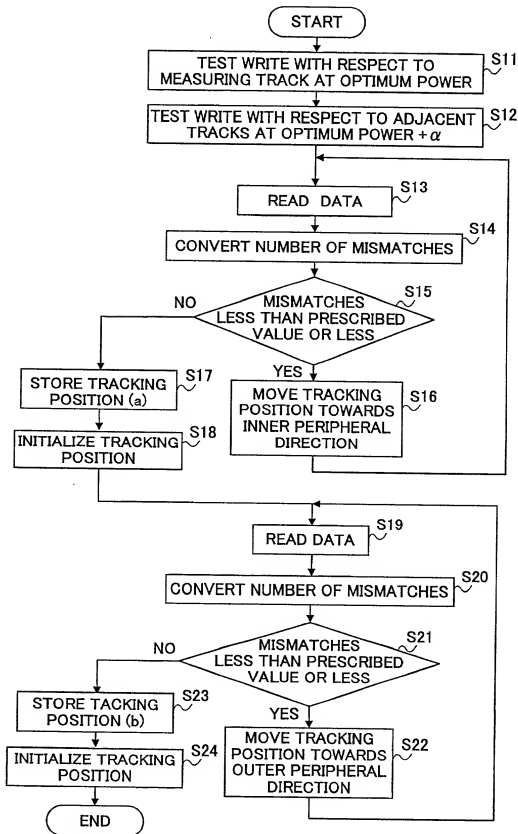 START
TEST WRITE WITH RESPECT TO
MEASURING TRACK AT OPTIMUM POWER
S11
TEST WRITE WITH RESPECT TO ADJACENT
TRACKS AT OPTIMUM POWER +α
S12
READ DATA
S13
CONVERT NUMBER OF MISMATCHES
S14
MISMATCHES
LESS THAN PRESCRIBED
VALUE OR LESS
S15
NO
YES
STORE TRACKING
POSITION (a)
S17
MOVE TRACKING
POSITION TOWARDS
INNER PERIPHERAL
DIRECTION
S16
INITIALIZE TRACKING
POSITION
S18
READ DATA
S19
CONVERT NUMBER OF MISMATCHES
S20
MISMATCHES
LESS THAN PRESCRIBED
VALUE OR LESS
S21
NO
YES
STORE TACKING
POSITION (b)
S23
MOVE TRACKING
POSITION TOWARDS
OUTER PERIPHERAL
DIRECTION
S22
INITIALIZE TRACKING
POSITION
S24
END